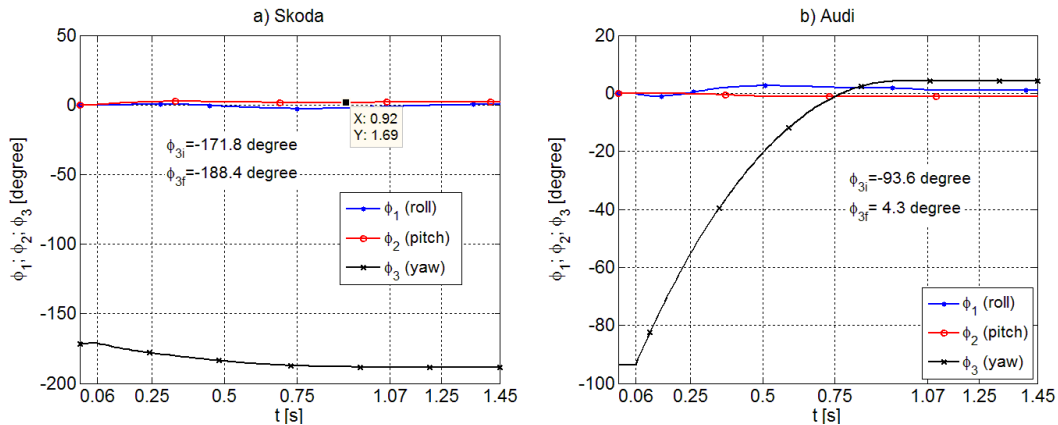 a) Skoda
50
0
-50
-100
-150
-200
ϕ1; ϕ2; ϕ3 [degree]
X: 0.92
Y: 1.69
ϕ3i=-171.8 degree
ϕ3f=-188.4 degree
ϕ1 (roll)
ϕ2 (pitch)
ϕ3 (yaw)
0.06 0.25 0.5 0.75 1.07 1.25 1.45
t [s]
b) Audi
20
0
-20
-40
-60
-80
-100
ϕ1; ϕ2; ϕ3 [degree]
ϕ3i=-93.6 degree
ϕ3f= 4.3 degree
ϕ1 (roll)
ϕ2 (pitch)
ϕ3 (yaw)
0.06 0.25 0.5 0.75 1.07 1.25 1.45
t [s]